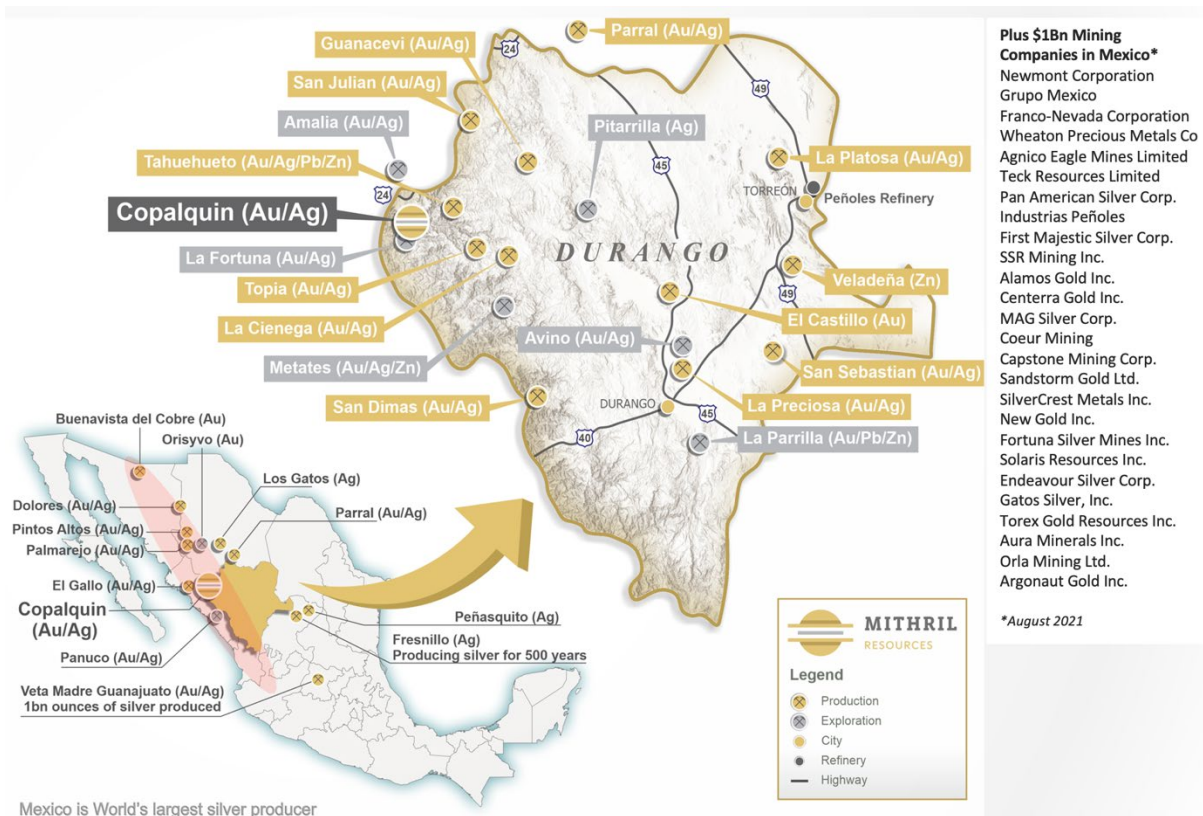 Parral (Au/Ag)
Guanacevi (Au/Ag)
24
49
San Julian (Au/Ag)
Amalia (Au/Ag)
Pitarrilla (Ag)
Tahuehueto (Au/Ag/Pb/Zn)
45
La Platosa (Au/Ag)
24
TORREÓN
Peñoles Refinery
Copalquin (Au/Ag)
DURANGO
La Fortuna (Au/Ag)
Veladeña (Zn)
Topia (Au/Ag)
49
La Cienega (Au/Ag)
El Castillo (Au)
Avino (Au/Ag)
Metates (Au/Ag/Zn)
San Sebastian (Au/Ag)
San Dimas (Au/Ag)
DURANGO
La Preciosa (Au/Ag)
45
40
La Parrilla (Au/Pb/Zn)
Buenavista del Cobre (Au)
Orisyvo (Au)
Los Gatos (Ag)
Dolores (Au/Ag)
Parral (Au/Ag)
Pintos Altos (Au/Ag)
Palmarejo (Au/Ag)
El Gallo (Au/Ag)
Copalquin
(Au/Ag)
Peñasquito (Ag)
Fresnillo (Ag)
Producing silver for 500 years
Panuco (Au/Ag)
Veta Madre Guanajuato (Au/Ag)
1bn ounces of silver produced
Mexico is World's largest silver producer
MITHRIL
RESOURCES
Legend
Production
Exploration
City
Refinery
Highway
Plus $1Bn Mining
Companies in Mexico*
Newmont Corporation
Grupo Mexico
Franco-Nevada Corporation
Wheaton Precious Metals Co
Agnico Eagle Mines Limited
Teck Resources Limited
Pan American Silver Corp.
Industrias Peñoles
First Majestic Silver Corp.
SSR Mining Inc.
Alamos Gold Inc.
Centerra Gold Inc.
MAG Silver Corp.
Coeur Mining
Capstone Mining Corp.
Sandstorm Gold Ltd.
SilverCrest Metals Inc.
New Gold Inc.
Fortuna Silver Mines Inc.
Solaris Resources Inc.
Endeavour Silver Corp.
Gatos Silver, Inc.
Torex Gold Resources Inc.
Aura Minerals Inc.
Orla Mining Ltd.
Argonaut Gold Inc.
*August 2021